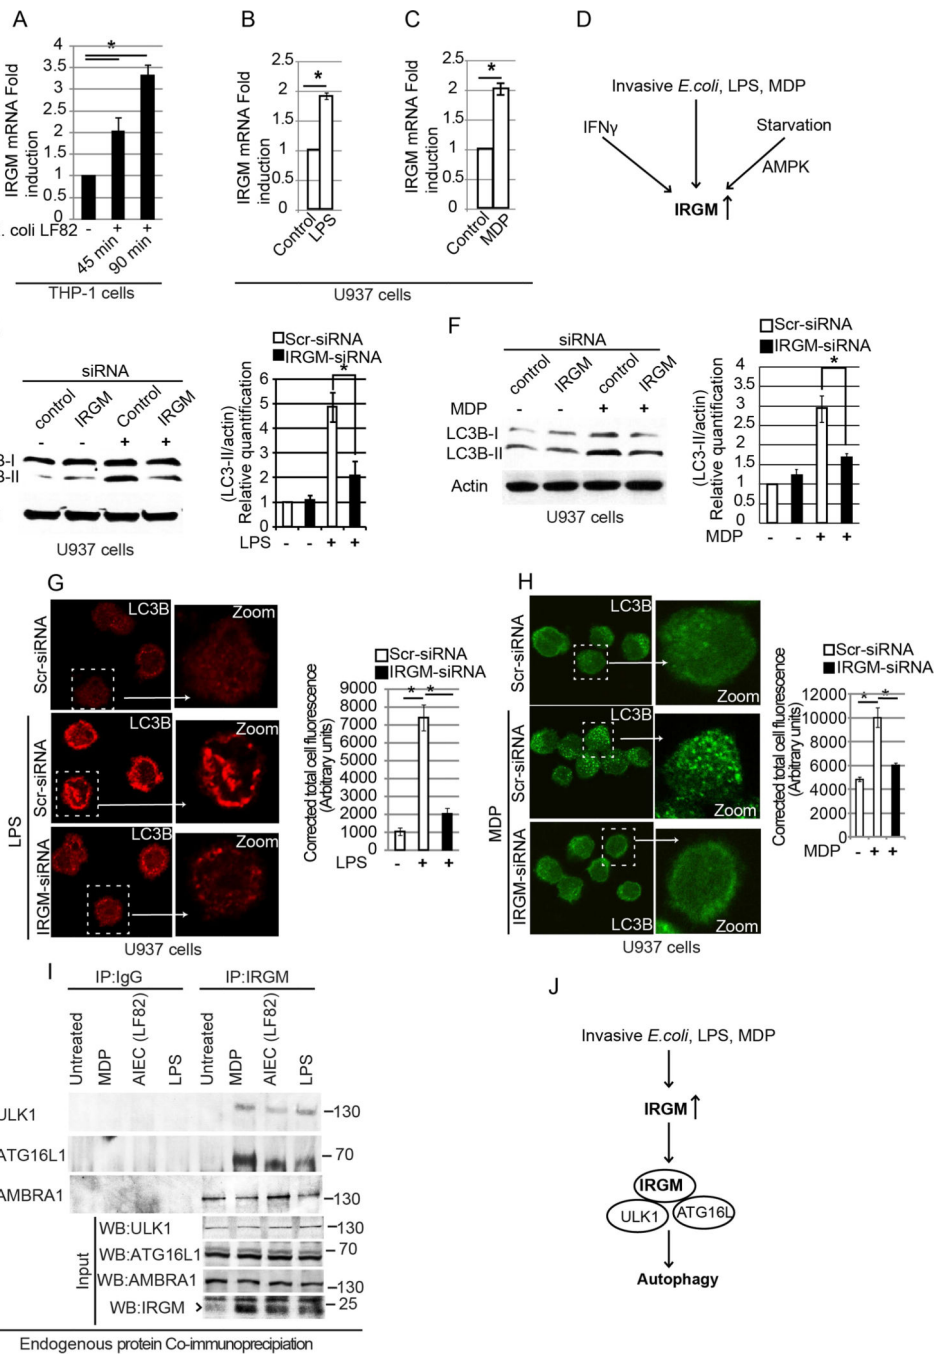 A
IRGM mRNA Fold
induction
4
3.5
3
2.5
2
1.5
1
0.5
0
*
. coli LF82
- + +
45 min
90 min
THP-1 cells
B
IRGM mRNA Fold
induction
2.5
2
1.5
1
0.5
0
*
Control
LPS
C
IRGM mRNA Fold
induction
2.5
2
1.5
1
0.5
0
*
Control
MDP
U937 cells
D
Invasive E.coli, LPS, MDP
IFNγ
Starvation
AMPK
IRGM
siRNA
control
IRGM
Control
IRGM
- - + +
B-I
B-II
U937 cells
Scr-siRNA
IRGM-siRNA
(LC3-II/actin)
Relative quantification
6
5
4
3
2
1
0
*
LPS - - + +
F
siRNA
control
IRGM
control
IRGM
MDP - - + +
LC3B-I
LC3B-II
Actin
U937 cells
Scr-siRNA
IRGM-siRNA
(LC3-II/actin)
Relative quantification
4
3.5
3
2.5
2
1.5
1
0.5
0
*
MDP - - + +
G
Scr-siRNA
LC3B
Zoom
LPS
Scr-siRNA
LC3B
Zoom
IRGM-siRNA
LC3B
Zoom
U937 cells
Scr-siRNA
IRGM-siRNA
Corrected total cell fluorescence
(Arbitrary units)
9000
8000
7000
6000
5000
4000
3000
2000
1000
0
* *
LPS - + +
H
Scr-siRNA
LC3B
Zoom
MDP
Scr-siRNA
LC3B
Zoom
IRGM-siRNA
LC3B
Zoom
U937 cells
Scr-siRNA
IRGM-siRNA
Corrected total cell fluorescence
(Arbitrary units)
12000
10000
8000
6000
4000
2000
0
* *
MDP - + +
I
IP:IgG
IP:IRGM
Untreated
MDP
AIEC (LF82)
LPS
Untreated
MDP
AIEC (LF82)
LPS
ULK1
-130
ATG16L1
- 70
AMBRA1
-130
Input
WB:ULK1
-130
WB:ATG16L1
-70
WB:AMBRA1
-130
WB:IRGM
- 25
Endogenous protein Co-immunoprecipiation
J
Invasive E.coli, LPS, MDP
IRGM
IRGM
ULK1
ATG16L
Autophagy